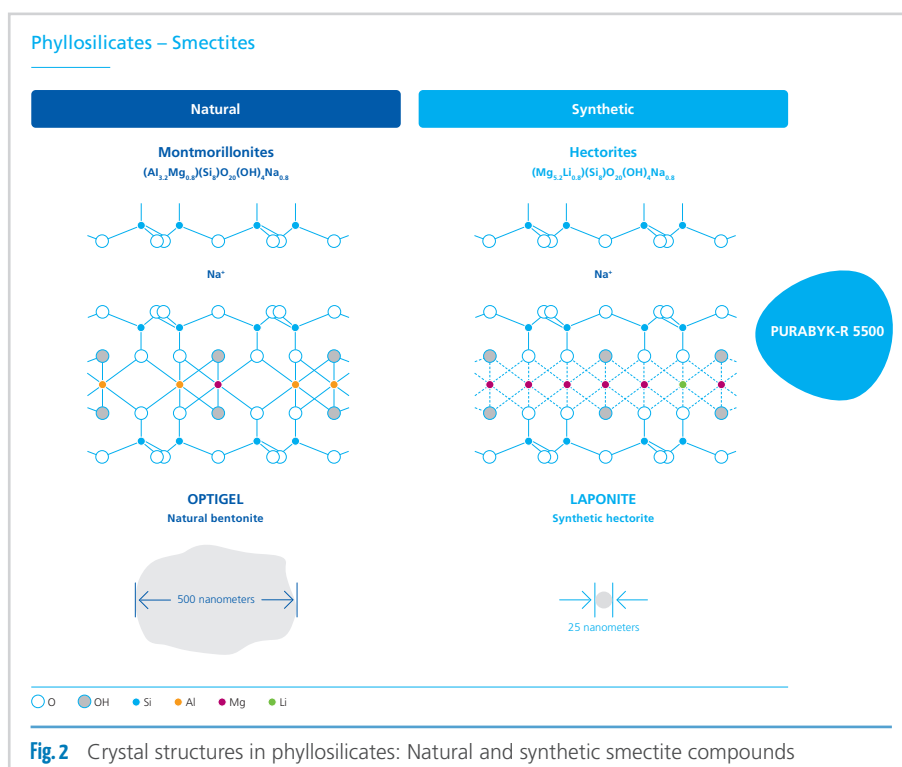 Phyllosilicates – Smectites
Natural
Synthetic
Montmorillonites
(Al₃.₂Mg₀.₈)(Si₈)O₂₀(OH)₄Na₀.₈
Hectorites
(Mg₅.₂Li₀.₈)(Si₈)O₂₀(OH)₄Na₀.₈
Na⁺
Na⁺
PURABYK-R 5500
OPTIGEL
Natural bentonite
LAPONITE
Synthetic hectorite
500 nanometers
25 nanometers
O OH Si Al Mg Li
Fig. 2 Crystal structures in phyllosilicates: Natural and synthetic smectite compounds